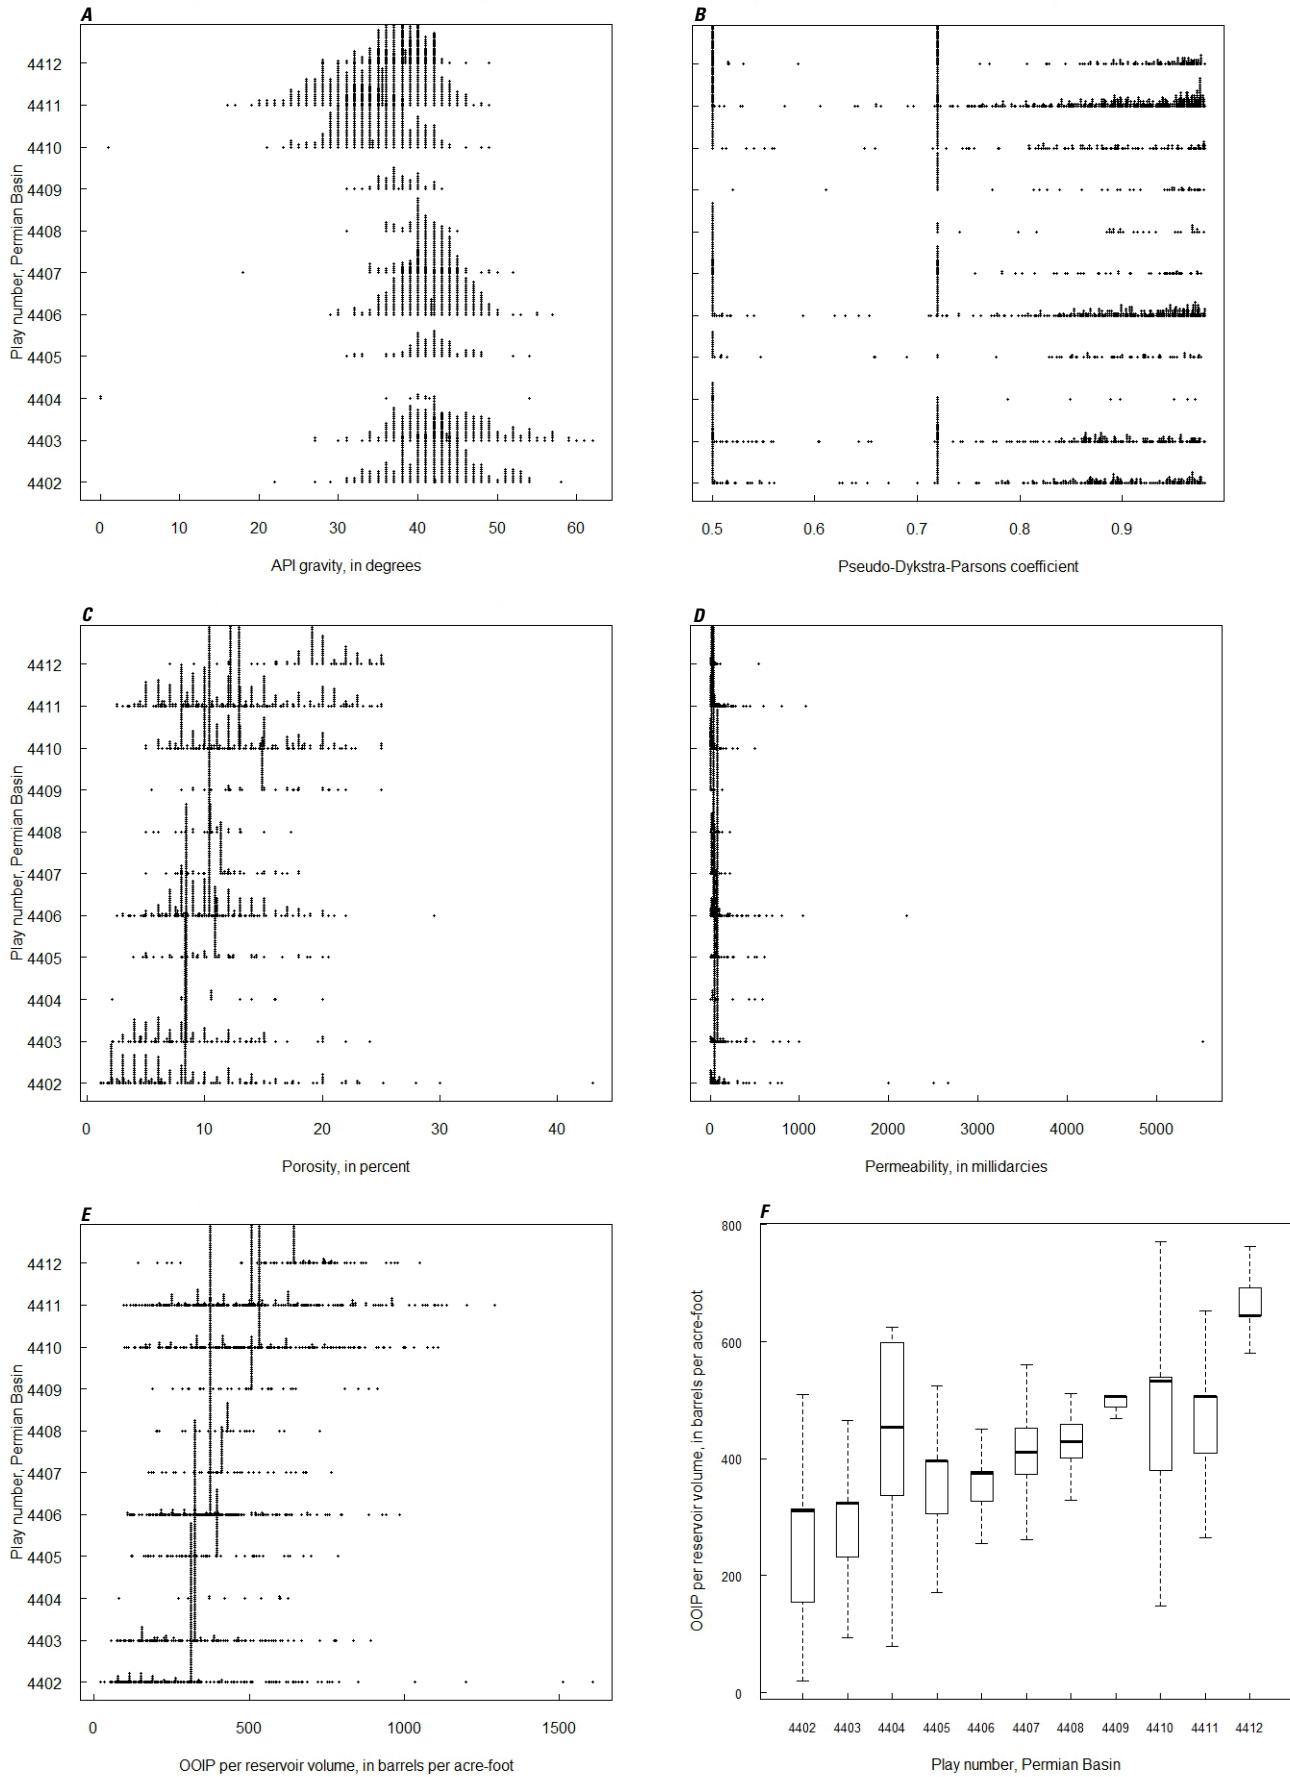 A
4412
4411
4410
4409
4408
4407
4406
4405
4404
4403
4402
Play number, Permian Basin
0 10 20 30 40 50 60
API gravity, in degrees
B
0.5 0.6 0.7 0.8 0.9
Pseudo-Dykstra-Parsons coefficient
C
4412
4411
4410
4409
4408
4407
4406
4405
4404
4403
4402
Play number, Permian Basin
0 10 20 30 40
Porosity, in percent
D
0 1000 2000 3000 4000 5000
Permeability, in millidarcies
E
4412
4411
4410
4409
4408
4407
4406
4405
4404
4403
4402
Play number, Permian Basin
0 500 1000 1500
OOIP per reservoir volume, in barrels per acre-foot
F
800
600
400
200
0
OOIP per reservoir volume, in barrels per acre-foot
4402 4403 4404 4405 4406 4407 4408 4409 4410 4411 4412
Play number, Permian Basin